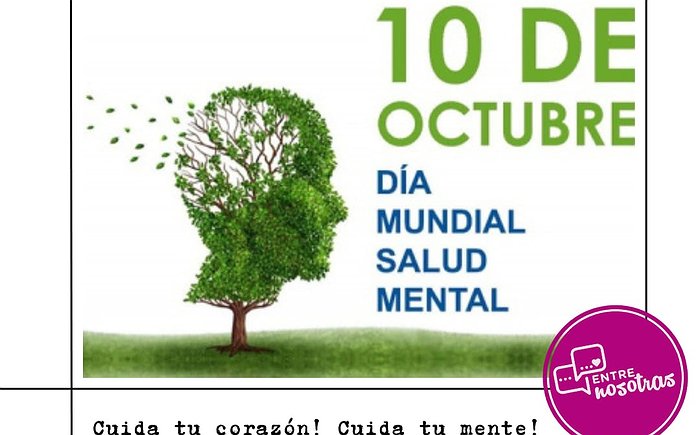 10 DE
OCTUBRE
DÍA
MUNDIAL
SALUD
MENTAL
ENTRE
nosotras
Cuida tu corazón! Cuida tu mente!